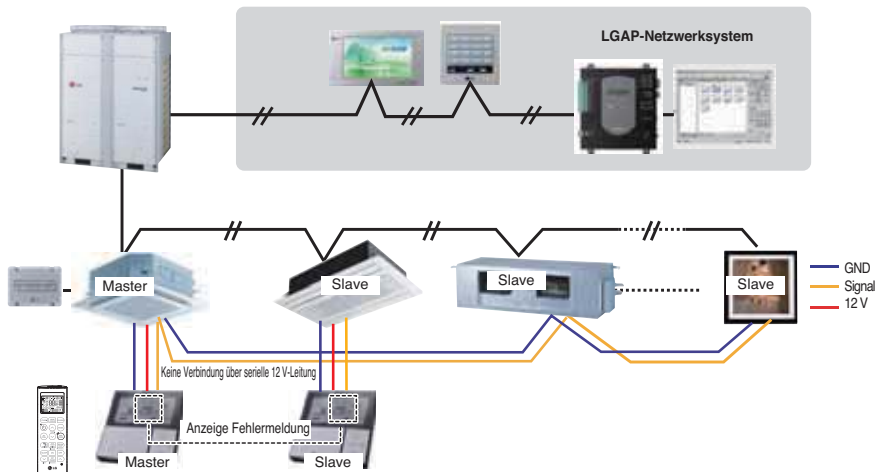 LGAP-Netzwerksystem
Master
Slave
Slave
Slave
GND
Signal
12 V
Keine Verbindung über serielle 12 V-Leitung
Anzeige Fehlermeldung
Master
Slave